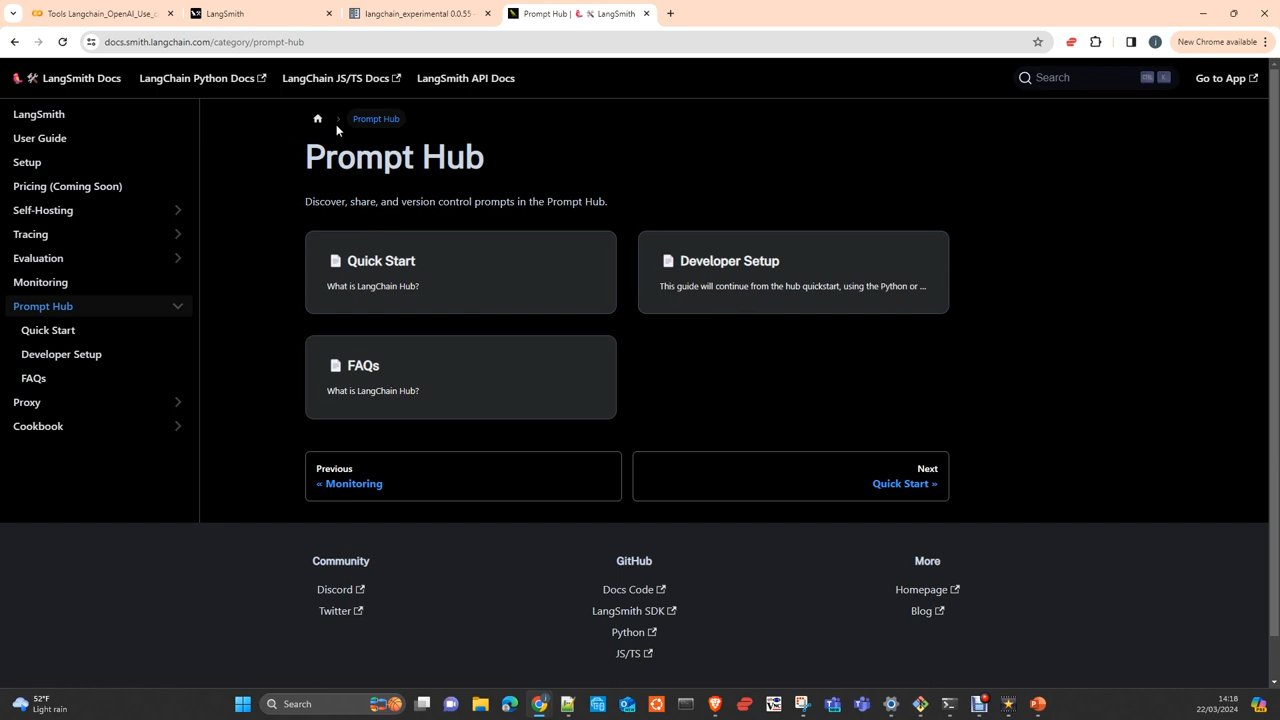 Tools Langchain_OpenAI_Use_c
LangSmith
langchain_experimental 0.0.55
Prompt Hub | LangSmith
docs.smith.langchain.com/category/prompt-hub
New Chrome available
LangSmith Docs
LangChain Python Docs
LangChain JS/TS Docs
LangSmith API Docs
Search
K
Go to App
LangSmith
User Guide
Setup
Pricing (Coming Soon)
Self-Hosting
Tracing
Evaluation
Monitoring
Prompt Hub
Quick Start
Developer Setup
FAQs
Proxy
Cookbook
Prompt Hub
Prompt Hub
Discover, share, and version control prompts in the Prompt Hub.
Quick Start
What is LangChain Hub?
Developer Setup
This guide will continue from the hub quickstart, using the Python or ...
FAQs
What is LangChain Hub?
Previous
« Monitoring
Next
Quick Start »
Community
Discord
Twitter
GitHub
Docs Code
LangSmith SDK
Python
JS/TS
More
Homepage
Blog
52°F
Light rain
Search
14:18
22/03/2024